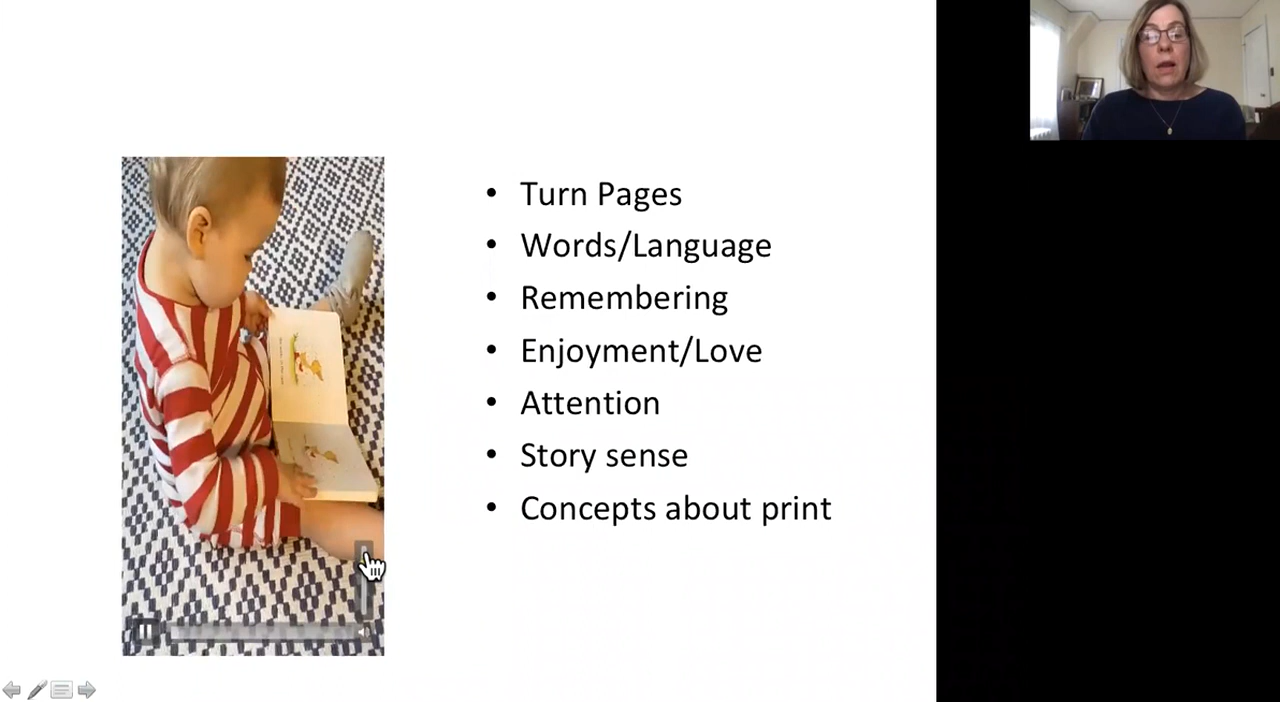 • Turn Pages
• Words/Language
• Remembering
• Enjoyment/Love
• Attention
• Story sense
• Concepts about print